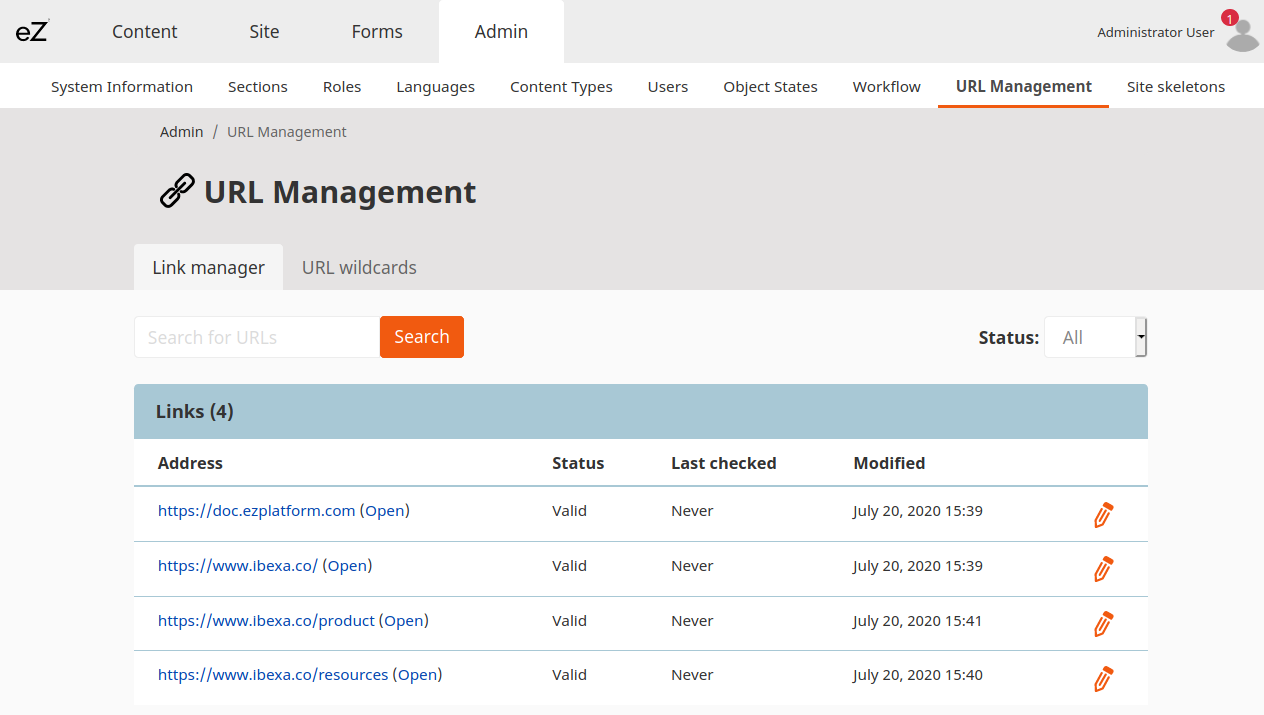 eZ Content Site Forms Admin Administrator User 1
System Information Sections Roles Languages Content Types Users Object States Workflow URL Management Site skeletons
Admin / URL Management
URL Management
Link manager URL wildcards
Search for URLs Search Status: All
Links (4)
Address Status Last checked Modified
https://doc.ezplatform.com (Open) Valid Never July 20, 2020 15:39
https://www.ibexa.co/ (Open) Valid Never July 20, 2020 15:39
https://www.ibexa.co/product (Open) Valid Never July 20, 2020 15:41
https://www.ibexa.co/resources (Open) Valid Never July 20, 2020 15:40